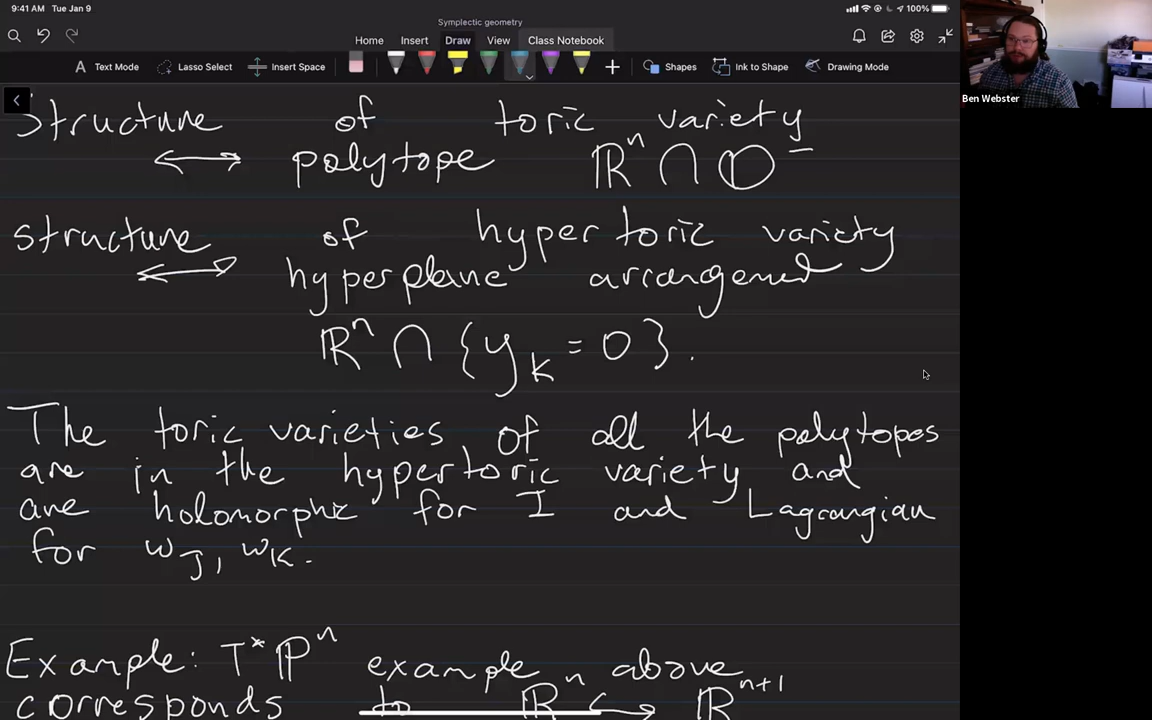 9:41 AM Tue Jan 9
100%
Symplectic geometry
Home Insert Draw View Class Notebook
Text Mode Lasso Select Insert Space Shapes Ink to Shape Drawing Mode
Ben Webster
Structure of toric variety
↔ polytope ℝⁿ ∩
structure of hypertoric variety
↔ hyperplane arrangement
ℝⁿ ∩ {y_k = 0}.
The toric varieties of all the polytopes
are in the hypertoric variety and
are holomorphic for I and Lagrangian
for ω_J, ω_K.
Example: T*ℙⁿ example above
corresponds to ℝⁿ ↔ ℝⁿ⁺¹